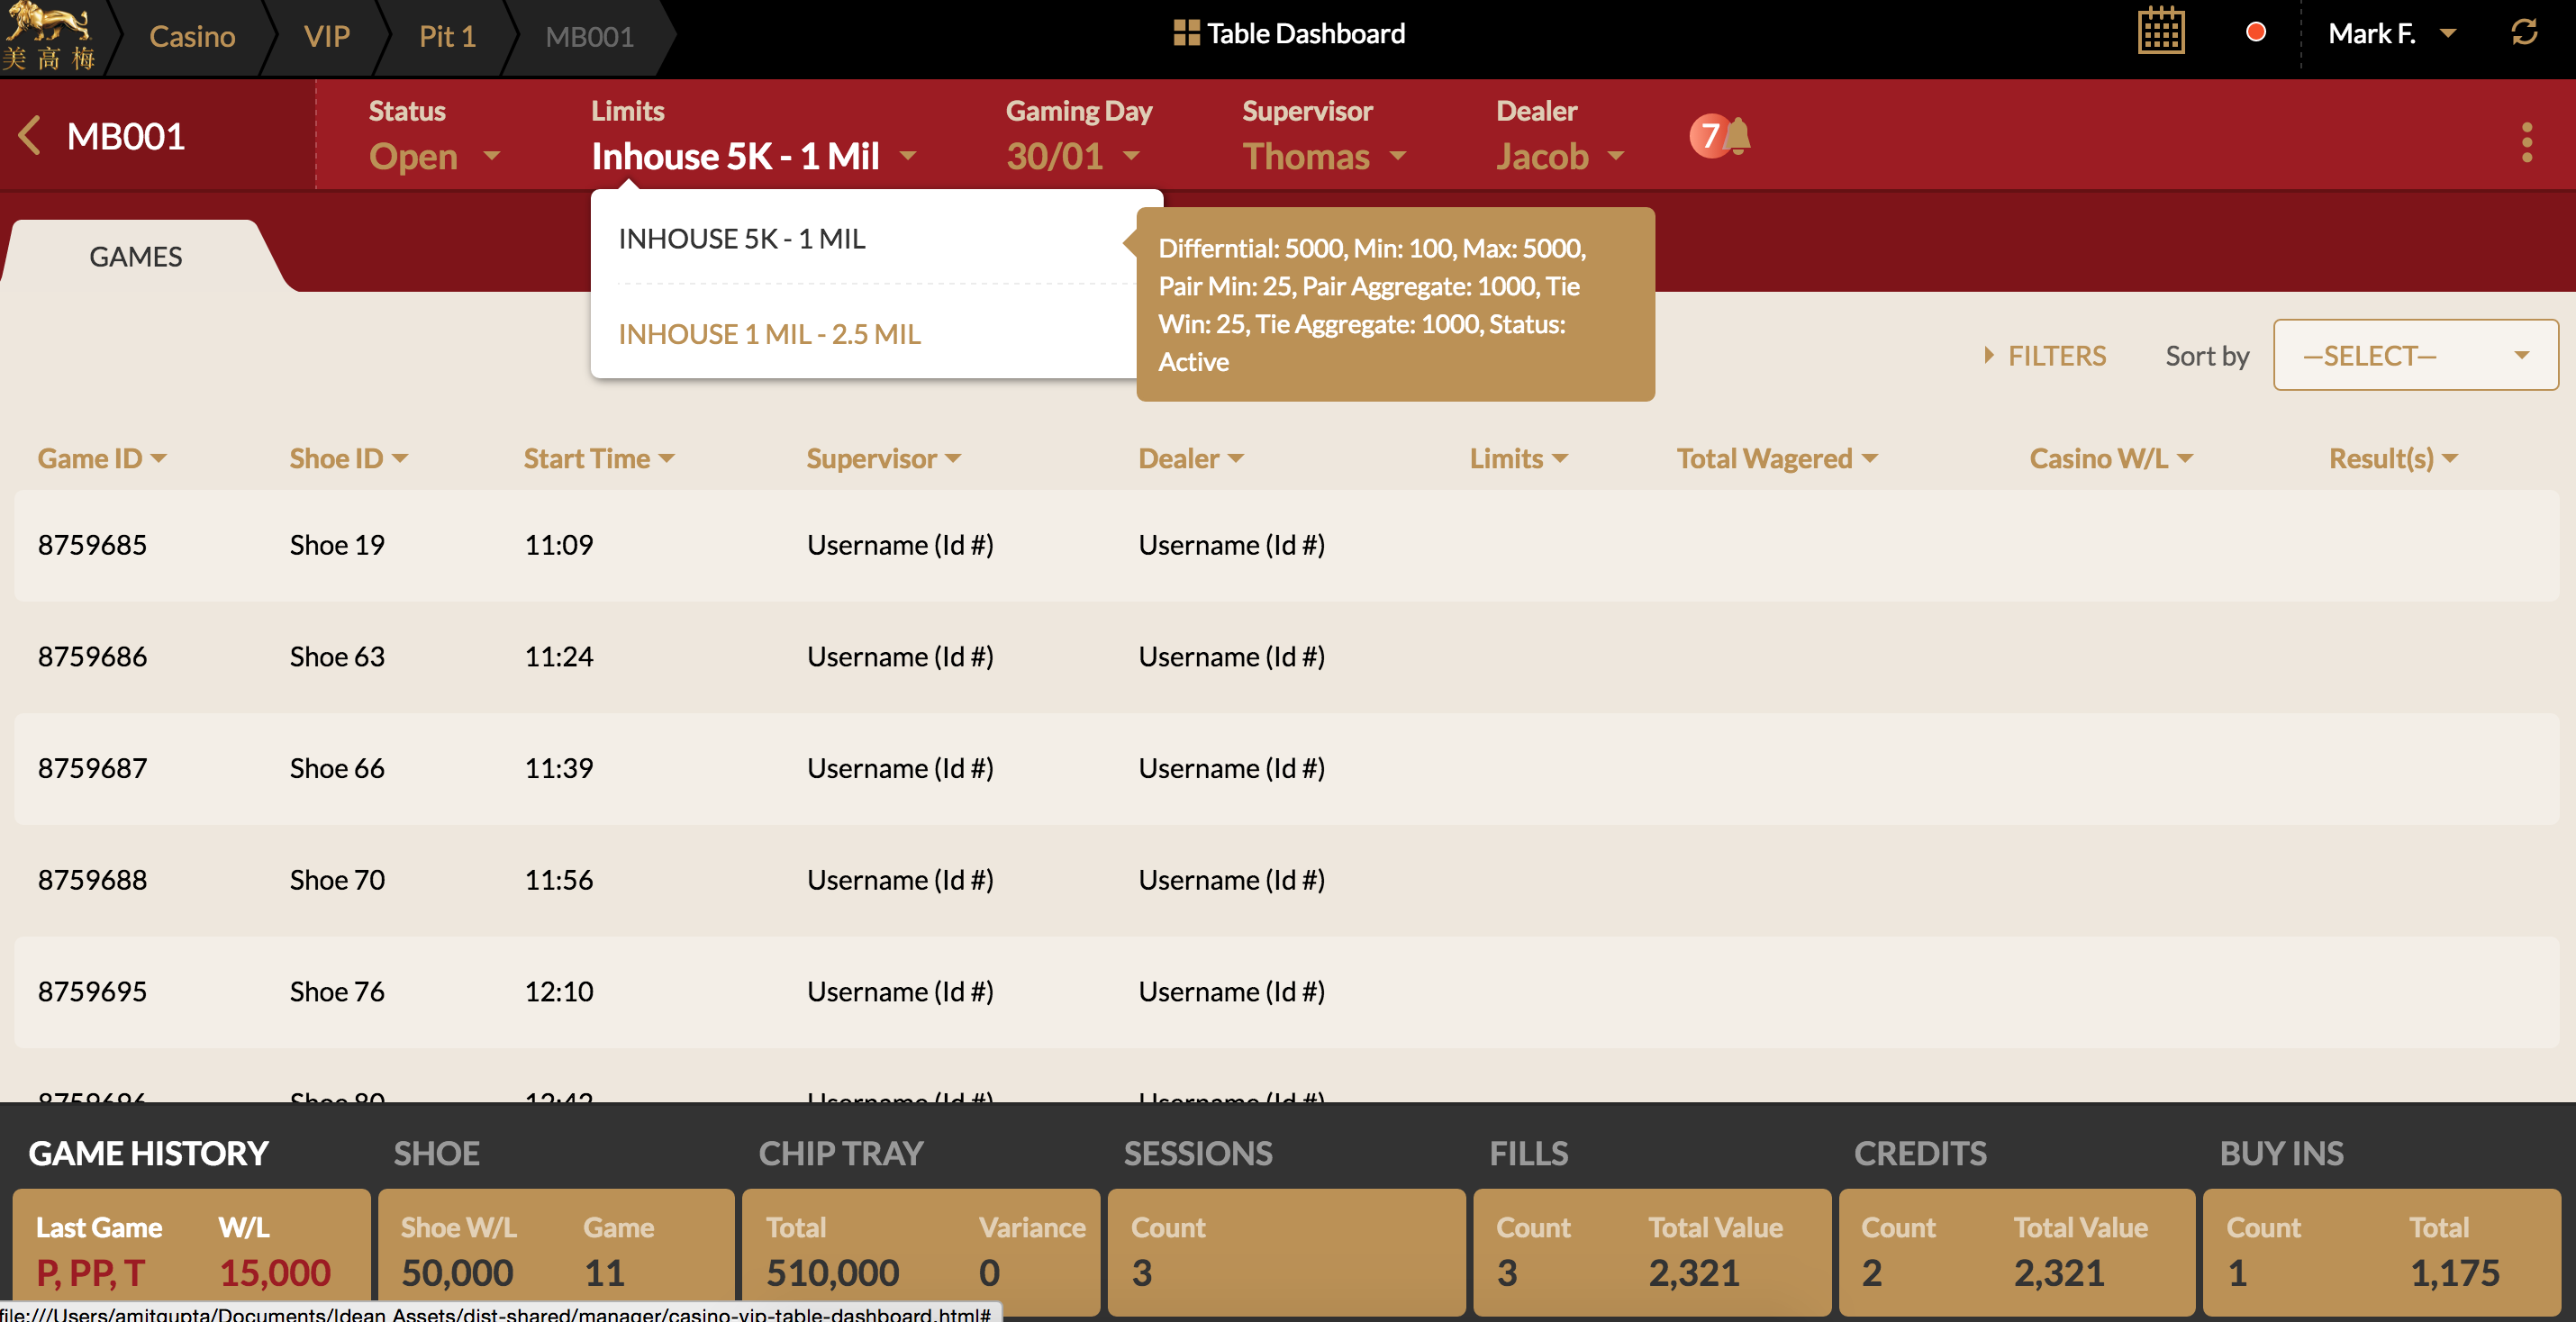 美高梅
Casino
VIP
Pit 1
MB001
Table Dashboard
Mark F.
MB001
Status
Open
Limits
Inhouse 5K - 1 Mil
Gaming Day
30/01
Supervisor
Thomas
Dealer
Jacob
7
GAMES
INHOUSE 5K - 1 MIL
INHOUSE 1 MIL - 2.5 MIL
Differntial: 5000, Min: 100, Max: 5000,
Pair Min: 25, Pair Aggregate: 1000, Tie
Win: 25, Tie Aggregate: 1000, Status:
Active
FILTERS
Sort by
—SELECT—
Game ID Shoe ID Start Time Supervisor Dealer Limits Total Wagered Casino W/L Result(s)
8759685 Shoe 19 11:09 Username (Id #) Username (Id #)
8759686 Shoe 63 11:24 Username (Id #) Username (Id #)
8759687 Shoe 66 11:39 Username (Id #) Username (Id #)
8759688 Shoe 70 11:56 Username (Id #) Username (Id #)
8759695 Shoe 76 12:10 Username (Id #) Username (Id #)
8759696 Shoe 80 12:42 Username (Id #) Username (Id #)
GAME HISTORY SHOE CHIP TRAY SESSIONS FILLS CREDITS BUY INS
Last Game W/L Shoe W/L Game Total Variance Count Count Total Value Count Total Value Count Total
P, PP, T 15,000 50,000 11 510,000 0 3 3 2,321 2 2,321 1 1,175
file:///Users/amitgupta/Documents/Idean Assets/dist-shared/manager/casino-vip-table-dashboard.html#